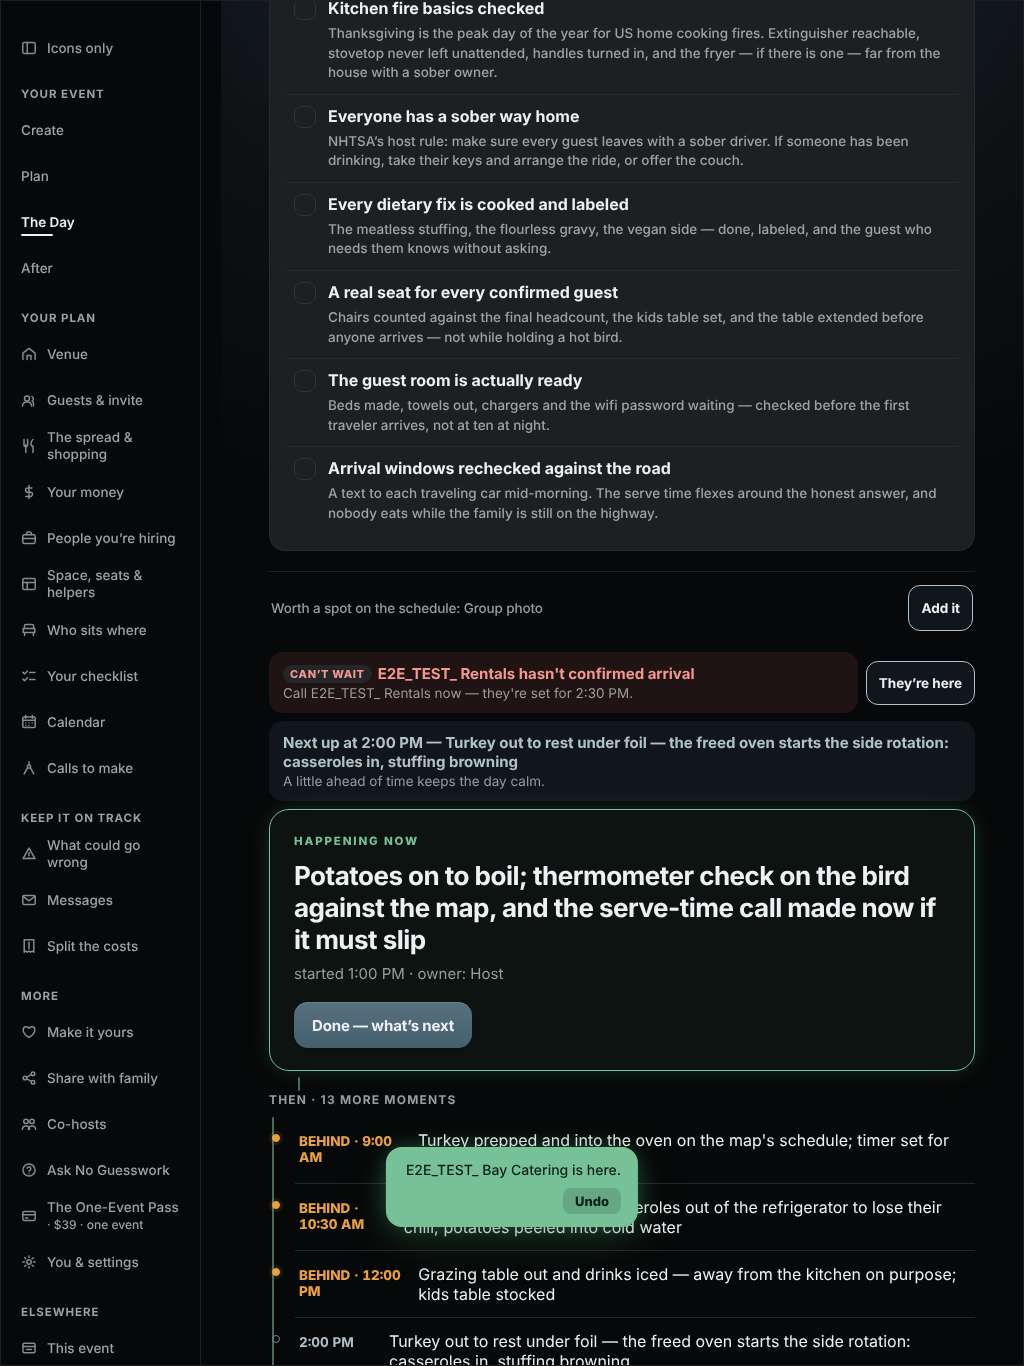 Icons only
YOUR EVENT
Create
Plan
The Day
After
YOUR PLAN
Venue
Guests & invite
The spread &
shopping
Your money
People you’re hiring
Space, seats &
helpers
Who sits where
Your checklist
Calendar
Calls to make
KEEP IT ON TRACK
What could go
wrong
Messages
Split the costs
MORE
Make it yours
Share with family
Co-hosts
Ask No Guesswork
The One-Event Pass
· $39 · one event
You & settings
ELSEWHERE
This event
Kitchen fire basics checked
Thanksgiving is the peak day of the year for US home cooking fires. Extinguisher reachable,
stovetop never left unattended, handles turned in, and the fryer — if there is one — far from the
house with a sober owner.
Everyone has a sober way home
NHTSA’s host rule: make sure every guest leaves with a sober driver. If someone has been
drinking, take their keys and arrange the ride, or offer the couch.
Every dietary fix is cooked and labeled
The meatless stuffing, the flourless gravy, the vegan side — done, labeled, and the guest who
needs them knows without asking.
A real seat for every confirmed guest
Chairs counted against the final headcount, the kids table set, and the table extended before
anyone arrives — not while holding a hot bird.
The guest room is actually ready
Beds made, towels out, chargers and the wifi password waiting — checked before the first
traveler arrives, not at ten at night.
Arrival windows rechecked against the road
A text to each traveling car mid-morning. The serve time flexes around the honest answer, and
nobody eats while the family is still on the highway.
Worth a spot on the schedule: Group photo
Add it
CAN’T WAIT E2E_TEST_ Rentals hasn't confirmed arrival
Call E2E_TEST_ Rentals now — they're set for 2:30 PM.
They’re here
Next up at 2:00 PM — Turkey out to rest under foil — the freed oven starts the side rotation:
casseroles in, stuffing browning
A little ahead of time keeps the day calm.
HAPPENING NOW
Potatoes on to boil; thermometer check on the bird
against the map, and the serve-time call made now if
it must slip
started 1:00 PM · owner: Host
Done — what’s next
THEN · 13 MORE MOMENTS
BEHIND · 9:00
AM
Turkey prepped and into the oven on the map's schedule; timer set for
E2E_TEST_ Bay Catering is here.
Undo
BEHIND ·
10:30 AM
out of the refrigerator to lose their
chill; potatoes peeled into cold water
BEHIND · 12:00
PM
Grazing table out and drinks iced — away from the kitchen on purpose;
kids table stocked
2:00 PM
Turkey out to rest under foil — the freed oven starts the side rotation:
casseroles in, stuffing browning